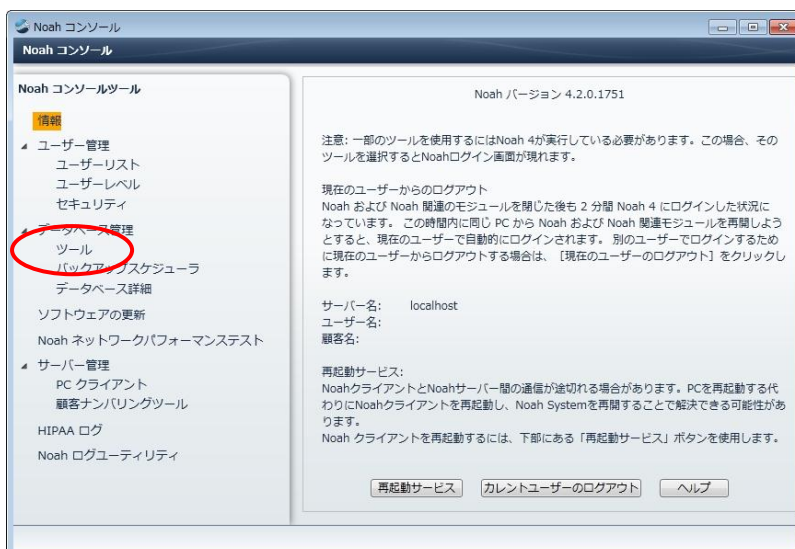 Noah コンソール
Noah コンソール
Noah コンソールツール
情報
ユーザー管理
ユーザーリスト
ユーザーレベル
セキュリティ
データベース管理
ツール
バックアップスケジューラ
データベース詳細
ソフトウェアの更新
Noah ネットワークパフォーマンステスト
サーバー管理
PC クライアント
顧客ナンバリングツール
HIPAA ログ
Noah ログユーティリティ
Noah バージョン 4.2.0.1751
注意: 一部のツールを使用するにはNoah 4が実行している必要があります。この場合、その
ツールを選択するとNoahログイン画面が現れます。
現在のユーザーからのログアウト
Noah および Noah 関連のモジュールを閉じた後も 2 分間 Noah 4 にログインした状況に
なっています。 この時間内に同じ PC から Noah および Noah 関連モジュールを再開しよう
とすると、現在のユーザーで自動的にログインされます。 別のユーザーでログインするため
に現在のユーザーからログアウトする場合は、 [現在のユーザーのログアウト] をクリックし
ます。
サーバー名: localhost
ユーザー名:
顧客名:
再起動サービス:
NoahクライアントとNoahサーバー間の通信が途切れる場合があります。PCを再起動する代
わりにNoahクライアントを再起動し、Noah Systemを再開することで解決できる可能性があ
ります。
Noah クライアントを再起動するには、下部にある「再起動サービス」ボタンを使用します。
再起動サービス カレントユーザーのログアウト ヘルプ